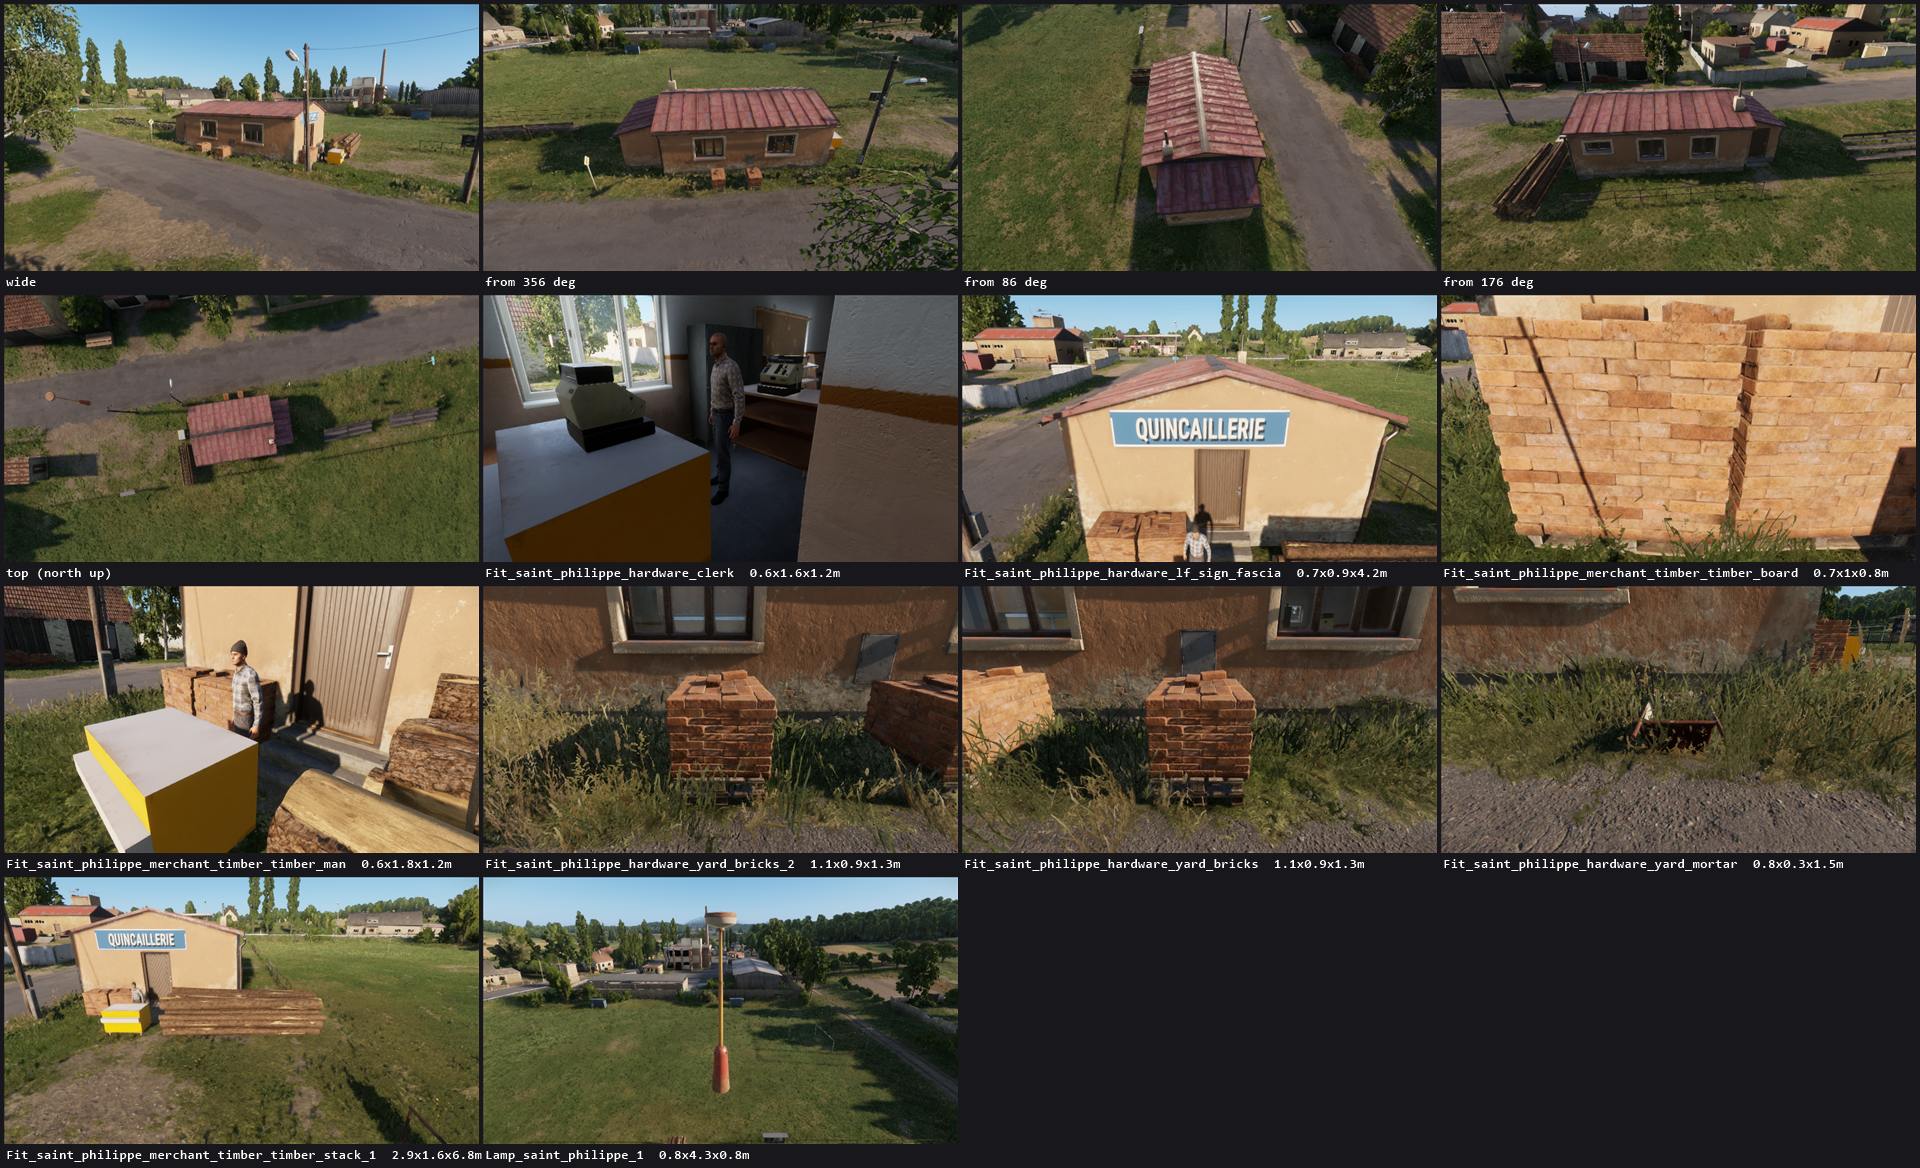 wide
from 356 deg
from 86 deg
from 176 deg
top (north up)
Fit_saint_philippe_hardware_clerk 0.6x1.6x1.2m
QUINCAILLERIE
Fit_saint_philippe_hardware_lf_sign_fascia 0.7x0.9x4.2m
Fit_saint_philippe_merchant_timber_timber_board 0.7x1x0.8m
Fit_saint_philippe_merchant_timber_timber_man 0.6x1.8x1.2m
Fit_saint_philippe_hardware_yard_bricks_2 1.1x0.9x1.3m
Fit_saint_philippe_hardware_yard_bricks 1.1x0.9x1.3m
Fit_saint_philippe_hardware_yard_mortar 0.8x0.3x1.5m
QUINCAILLERIE
Fit_saint_philippe_merchant_timber_timber_stack_1 2.9x1.6x6.8m
Lamp_saint_philippe_1 0.8x4.3x0.8m